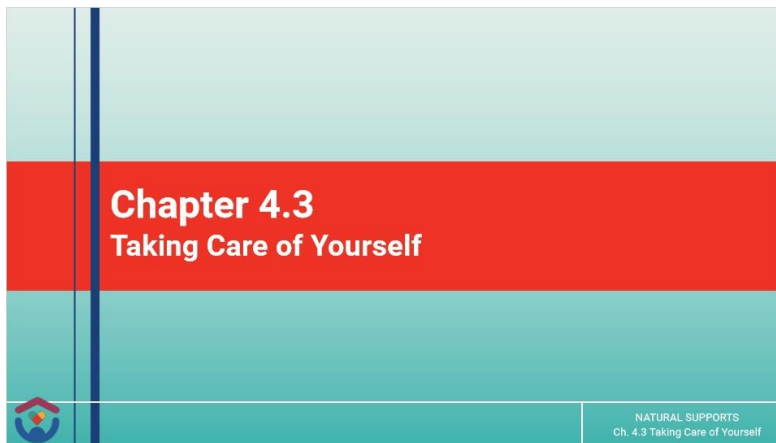 Chapter 4.3
Taking Care of Yourself
NATURAL SUPPORTS
Ch. 4.3 Taking Care of Yourself